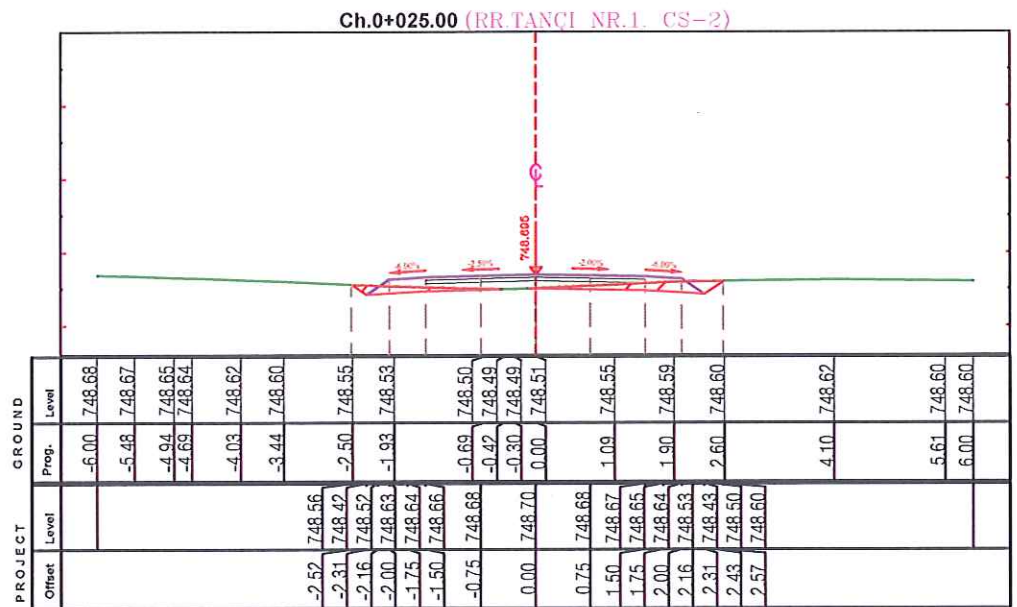 Ch.0+025.00 (RR.TANÇI NR.1. CS-2)
748.695
-4.00% -2.50% -2.00% -4.00%
GROUND
Level 748.68 748.67 748.65 748.64 748.62 748.60 748.55 748.53 748.50 748.49 748.49 748.51 748.55 748.59 748.60 748.62 748.60 748.60
Prog. -6.00 -5.48 -4.94 -4.69 -4.03 -3.44 -2.50 -1.93 -0.69 -0.42 -0.30 0.00 1.09 1.90 2.60 4.10 5.61 6.00
PROJECT
Level 748.56 748.42 748.52 748.63 748.64 748.66 748.68 748.70 748.68 748.67 748.65 748.64 748.53 748.43 748.50 748.60
Offset -2.52 -2.31 -2.16 -2.00 -1.75 -1.50 -0.75 0.00 0.75 1.50 1.75 2.00 2.16 2.31 2.43 2.57